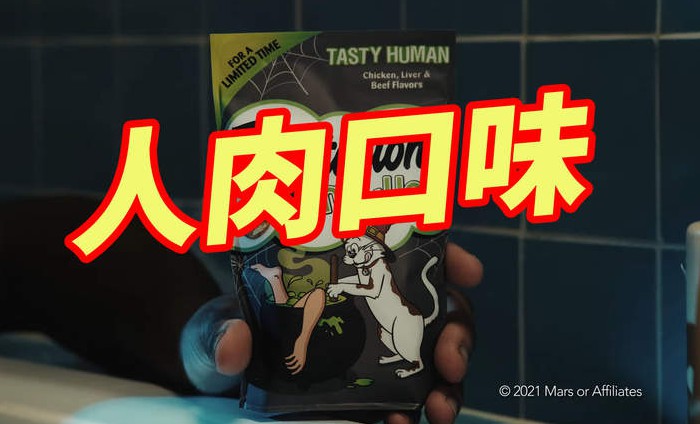 FOR A
LIMITED TIME
TASTY HUMAN
Chicken, Liver &
Beef Flavors
人肉口味
© 2021 Mars or Affiliates